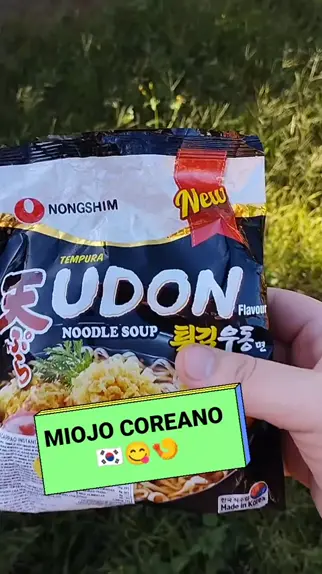 NONGSHIM
New
TEMPURA
天ぷら
UDON
Flavour
NOODLE SOUP
튀김우동면
MIOJO COREANO
🇰🇷😋🍤
Made in Korea